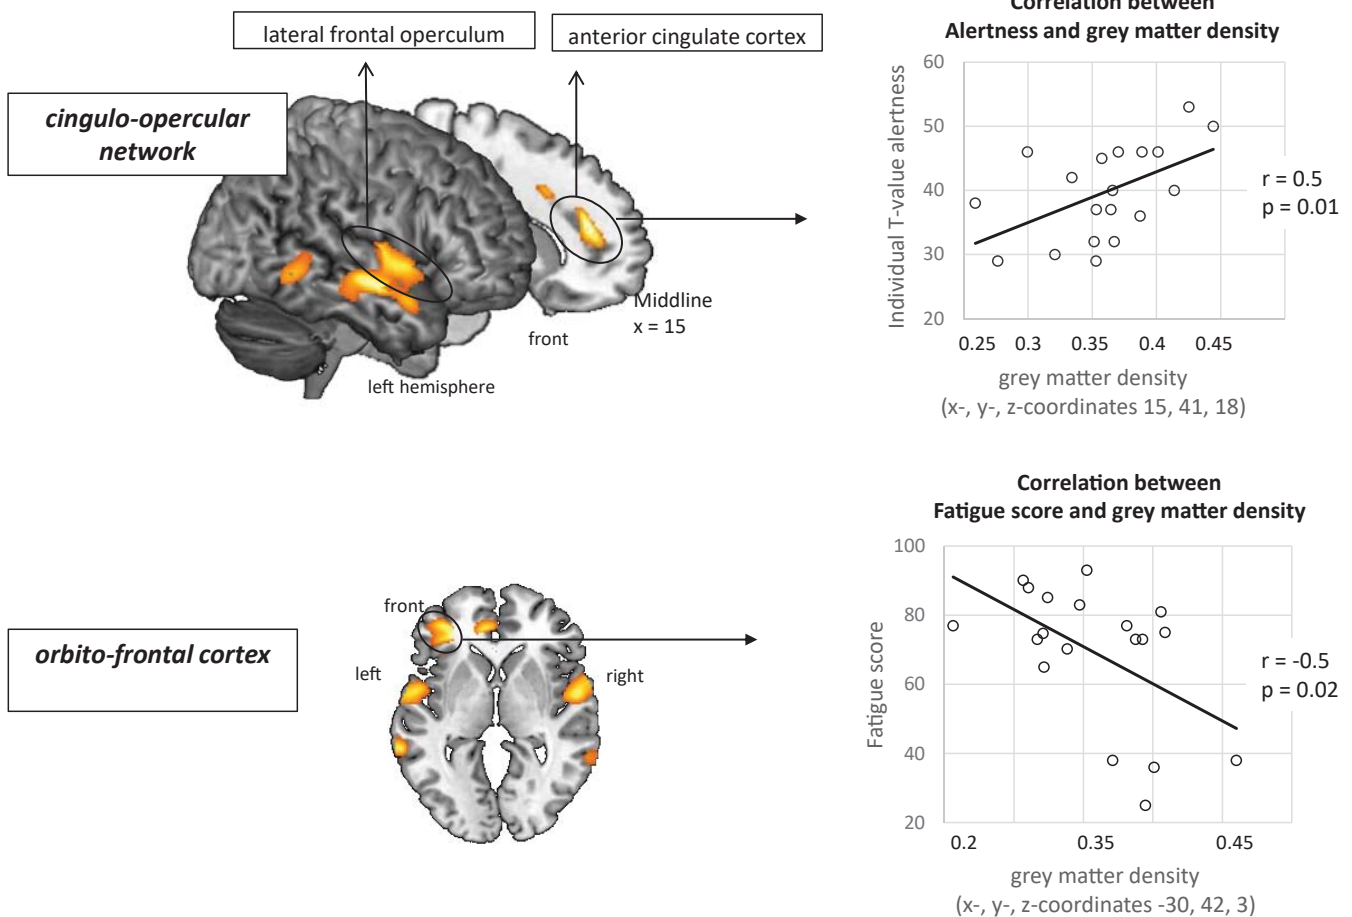 lateral frontal operculum
anterior cingulate cortex
cingulo-opercular
network
Middline
x = 15
front
left hemisphere
Correlation between
Alertness and grey matter density
Individual T-value alertness
60
50
40
30
20
0.25 0.3 0.35 0.4 0.45
r = 0.5
p = 0.01
grey matter density
(x-, y-, z-coordinates 15, 41, 18)
orbito-frontal cortex
front
left
right
Correlation between
Fatigue score and grey matter density
Fatigue score
100
80
60
40
20
0.2 0.35 0.45
r = -0.5
p = 0.02
grey matter density
(x-, y-, z-coordinates -30, 42, 3)